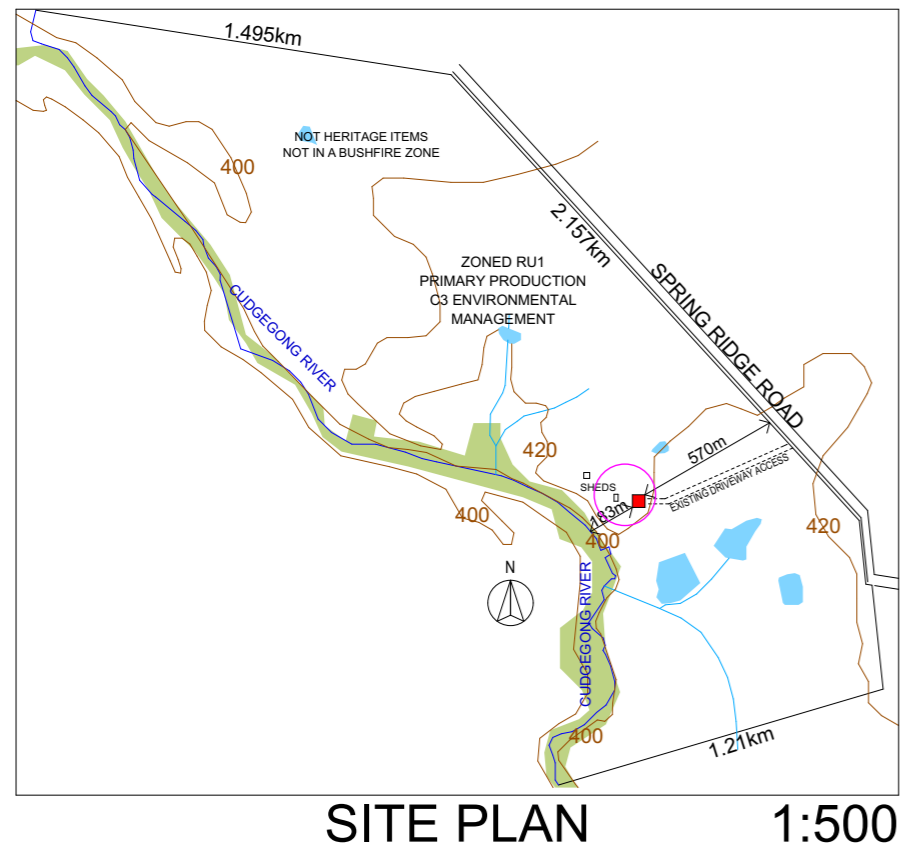 1.495km
NOT HERITAGE ITEMS
NOT IN A BUSHFIRE ZONE
400
2.157km
ZONED RU1
PRIMARY PRODUCTION
C3 ENVIRONMENTAL
MANAGEMENT
SPRING RIDGE ROAD
CUDGEGONG RIVER
420
570m
SHEDS
EXISTING DRIVEWAY ACCESS
183m
400
400
420
N
CUDGEGONG RIVER
400
1.21km
SITE PLAN 1:500